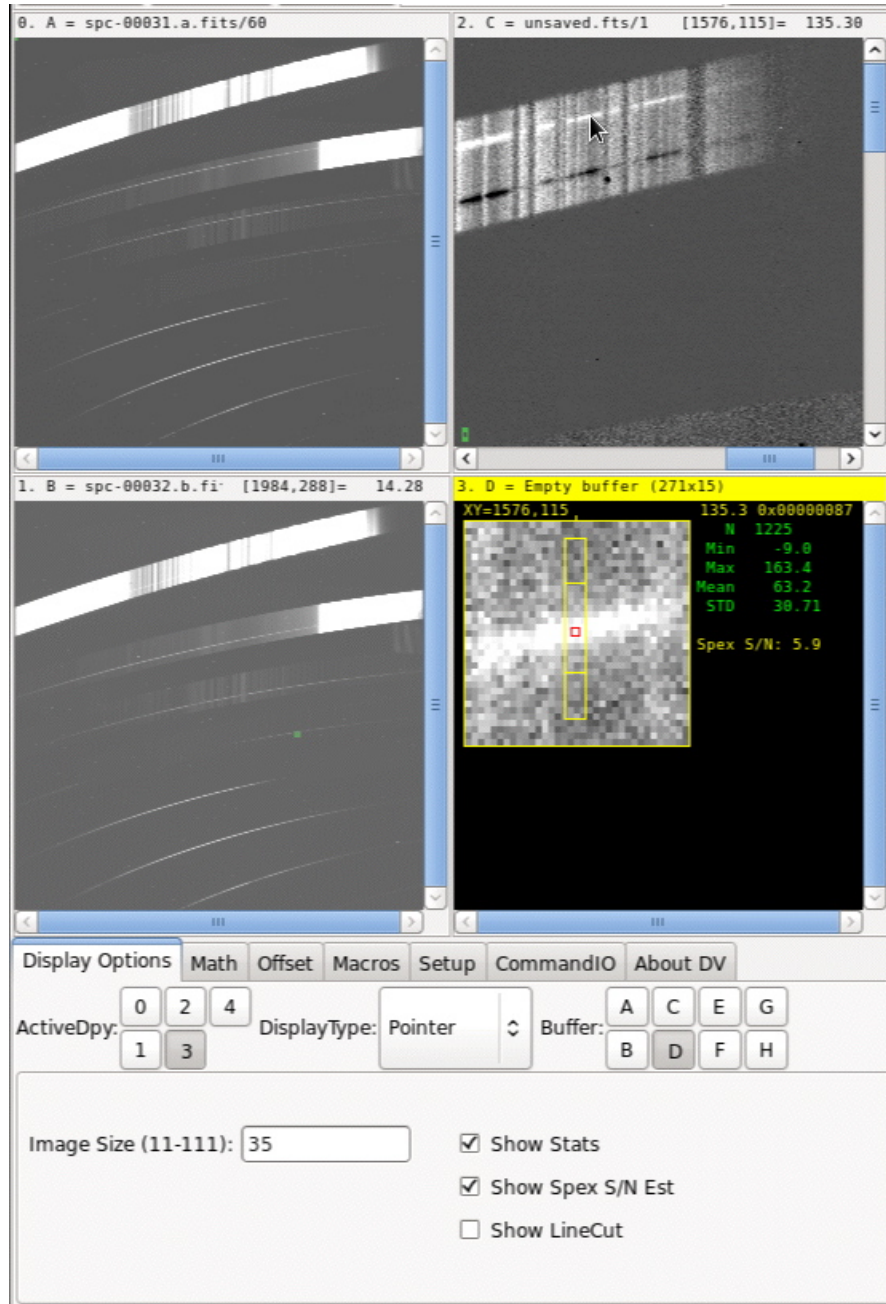 0. A = spc-00031.a.fits/60
2. C = unsaved.fts/1 [1576,115]= 135.30
1. B = spc-00032.b.fi· [1984,288]= 14.28
3. D = Empty buffer (271x15)
XY=1576,115 135.3 0x00000087
N 1225
Min -9.0
Max 163.4
Mean 63.2
STD 30.71
Spex S/N: 5.9
Display Options Math Offset Macros Setup CommandIO About DV
ActiveDpy: 0 2 4 1 3 DisplayType: Pointer Buffer: A C E G B D F H
Image Size (11-111): 35
Show Stats
Show Spex S/N Est
Show LineCut